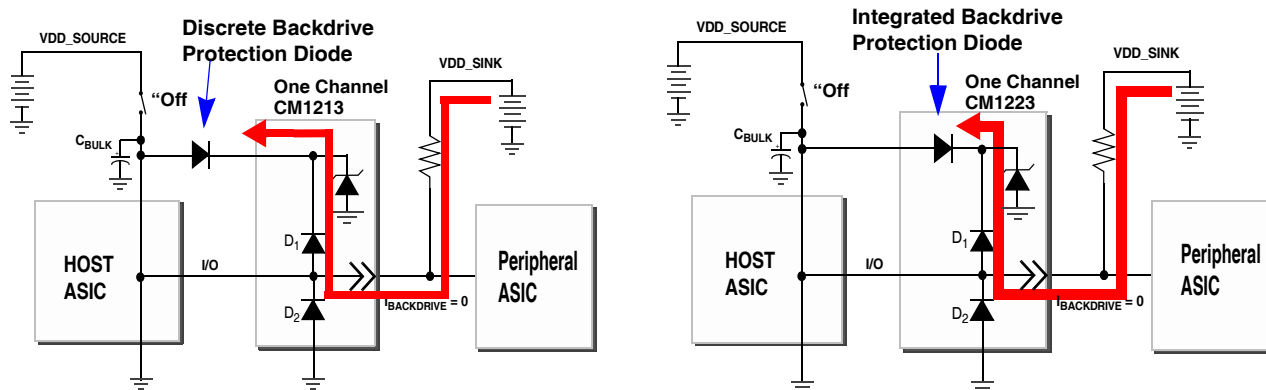 Discrete Backdrive
Protection Diode
VDD_SOURCE
VDD_SINK
One Channel
CM1213
“Off
CBULK
+
D1
HOST
ASIC
I/O
Peripheral
ASIC
IBACKDRIVE = 0
D2
Integrated Backdrive
Protection Diode
VDD_SOURCE
VDD_SINK
One Channel
CM1223
“Off
CBULK
+
D1
HOST
ASIC
I/O
Peripheral
ASIC
IBACKDRIVE = 0
D2